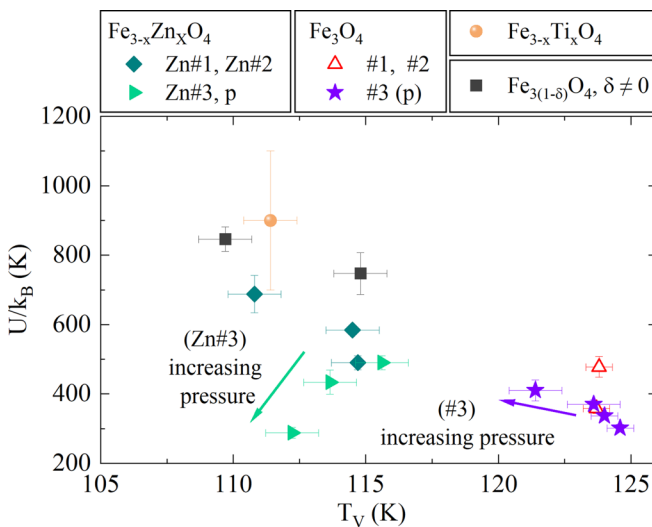 Fe3-xZnXO4
Zn#1, Zn#2
Zn#3, p
Fe3O4
#1, #2
#3 (p)
Fe3-xTixO4
Fe3(1-δ)O4, δ ≠ 0
1200
1000
800
600
400
200
U/kB (K)
(Zn#3)
increasing
pressure
(#3)
increasing pressure
105
110
115
120
125
TV (K)